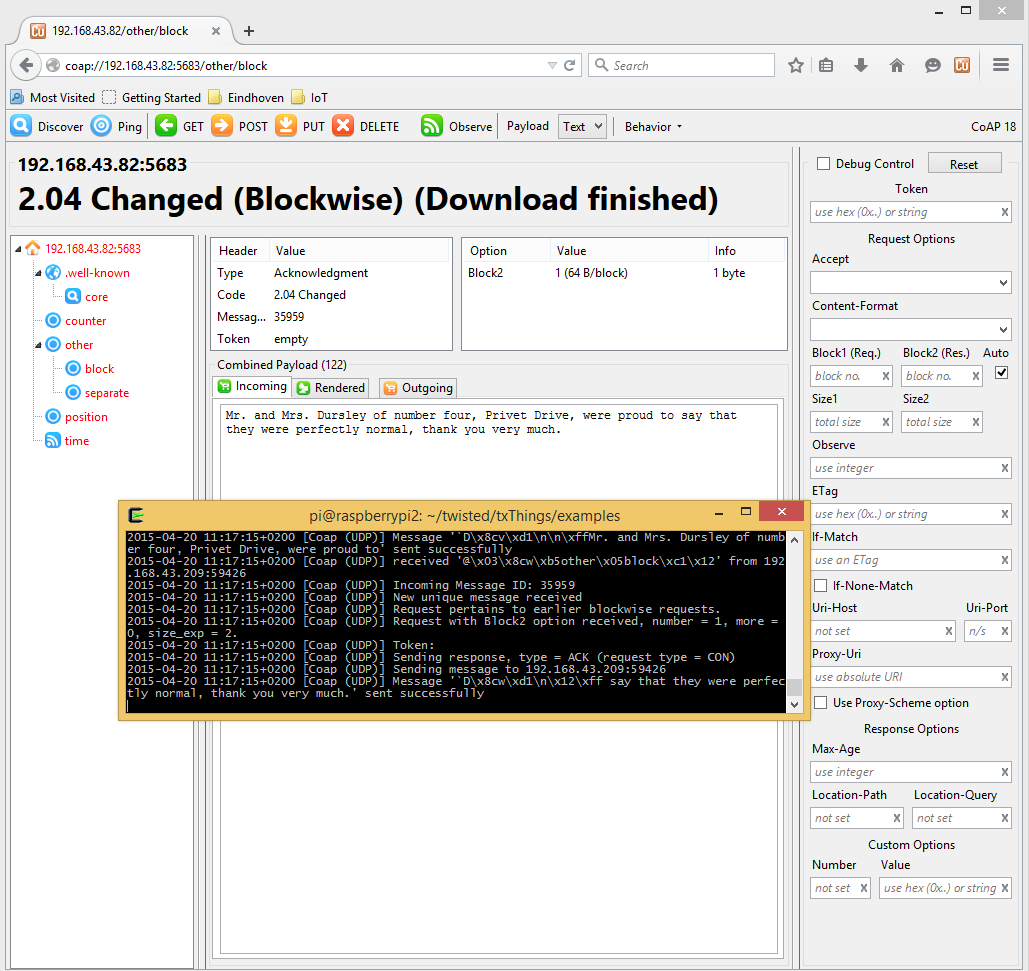 192.168.43.82/other/block
coap://192.168.43.82:5683/other/block
Search
Most Visited Getting Started Eindhoven IoT
Discover Ping GET POST PUT DELETE Observe Payload Text Behavior CoAP 18
192.168.43.82:5683
2.04 Changed (Blockwise) (Download finished)
192.168.43.82:5683
.well-known
core
counter
other
block
separate
position
time
Header Value
Type Acknowledgment
Code 2.04 Changed
Messag... 35959
Token empty
Option Value Info
Block2 1 (64 B/block) 1 byte
Combined Payload (122)
Incoming Rendered Outgoing
Mr. and Mrs. Dursley of number four, Privet Drive, were proud to say that
they were perfectly normal, thank you very much.
pi@raspberrypi2: ~/twisted/txThings/examples
2015-04-20 11:17:15+0200 [Coap (UDP)] Message '`D\x8cv\xd1\n\n\xffMr. and Mrs. Dursley of numb
er four, Privet Drive, were proud to' sent successfully
2015-04-20 11:17:15+0200 [Coap (UDP)] received '@\x03\x8cw\xb5other\x05block\xc1\x12' from 192
.168.43.209:59426
2015-04-20 11:17:15+0200 [Coap (UDP)] Incoming Message ID: 35959
2015-04-20 11:17:15+0200 [Coap (UDP)] New unique message received
2015-04-20 11:17:15+0200 [Coap (UDP)] Request pertains to earlier blockwise requests.
2015-04-20 11:17:15+0200 [Coap (UDP)] Request with Block2 option received, number = 1, more =
0, size_exp = 2.
2015-04-20 11:17:15+0200 [Coap (UDP)] Token:
2015-04-20 11:17:15+0200 [Coap (UDP)] Sending response, type = ACK (request type = CON)
2015-04-20 11:17:15+0200 [Coap (UDP)] Sending message to 192.168.43.209:59426
2015-04-20 11:17:15+0200 [Coap (UDP)] Message '`D\x8cw\xd1\n\x12\xff say that they were perfec
tly normal, thank you very much.' sent successfully
Debug Control Reset
Token
use hex (0x..) or string
Request Options
Accept
Content-Format
Block1 (Req.) Block2 (Res.) Auto
block no. block no.
Size1 Size2
total size total size
Observe
use integer
ETag
use hex (0x..) or string
If-Match
use an ETag
If-None-Match
Uri-Host Uri-Port
not set n/s
Proxy-Uri
use absolute URI
Use Proxy-Scheme option
Response Options
Max-Age
use integer
Location-Path Location-Query
not set not set
Custom Options
Number Value
not set use hex (0x..) or string